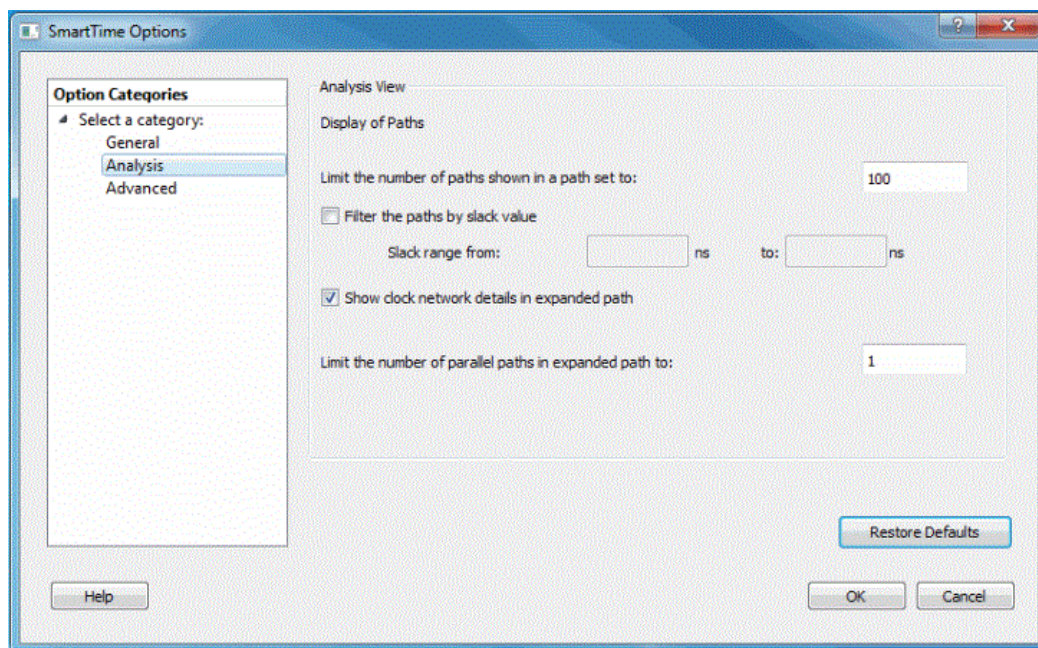 SmartTime Options
Option Categories
Select a category:
General
Analysis
Advanced
Analysis View
Display of Paths
Limit the number of paths shown in a path set to: 100
Filter the paths by slack value
Slack range from: ns to: ns
Show clock network details in expanded path
Limit the number of parallel paths in expanded path to: 1
Restore Defaults
Help OK Cancel